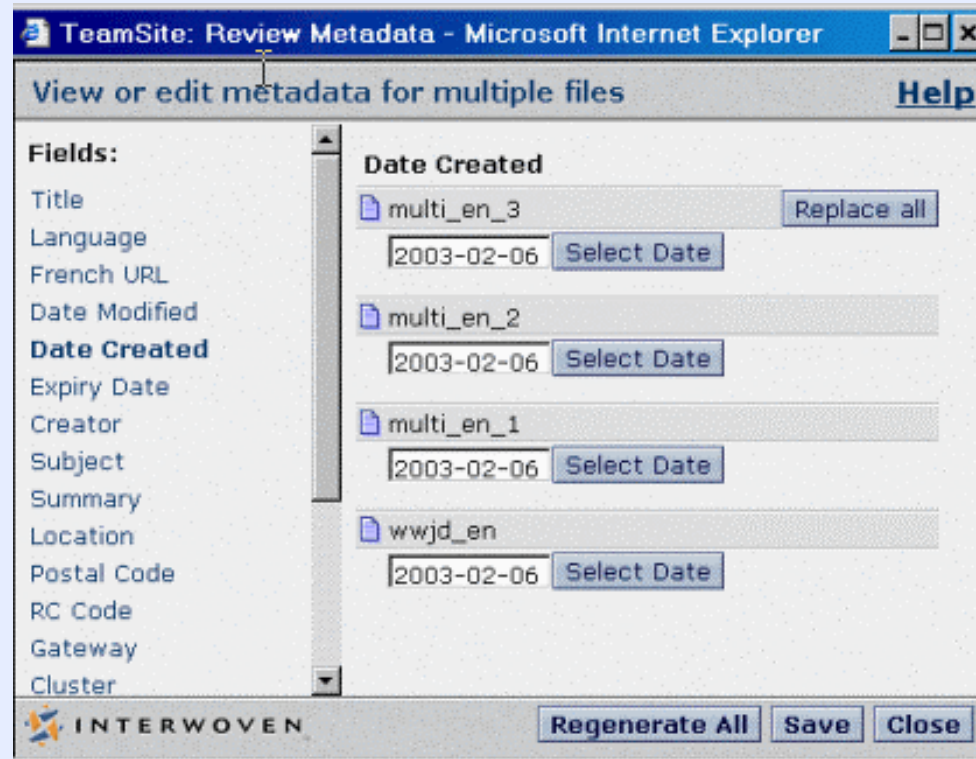 TeamSite: Review Metadata - Microsoft Internet Explorer
View or edit metadata for multiple files Help
Fields:
Title
Language
French URL
Date Modified
Date Created
Expiry Date
Creator
Subject
Summary
Location
Postal Code
RC Code
Gateway
Cluster
Date Created
multi_en_3 Replace all
2003-02-06 Select Date
multi_en_2
2003-02-06 Select Date
multi_en_1
2003-02-06 Select Date
wwjd_en
2003-02-06 Select Date
INTERWOVEN Regenerate All Save Close